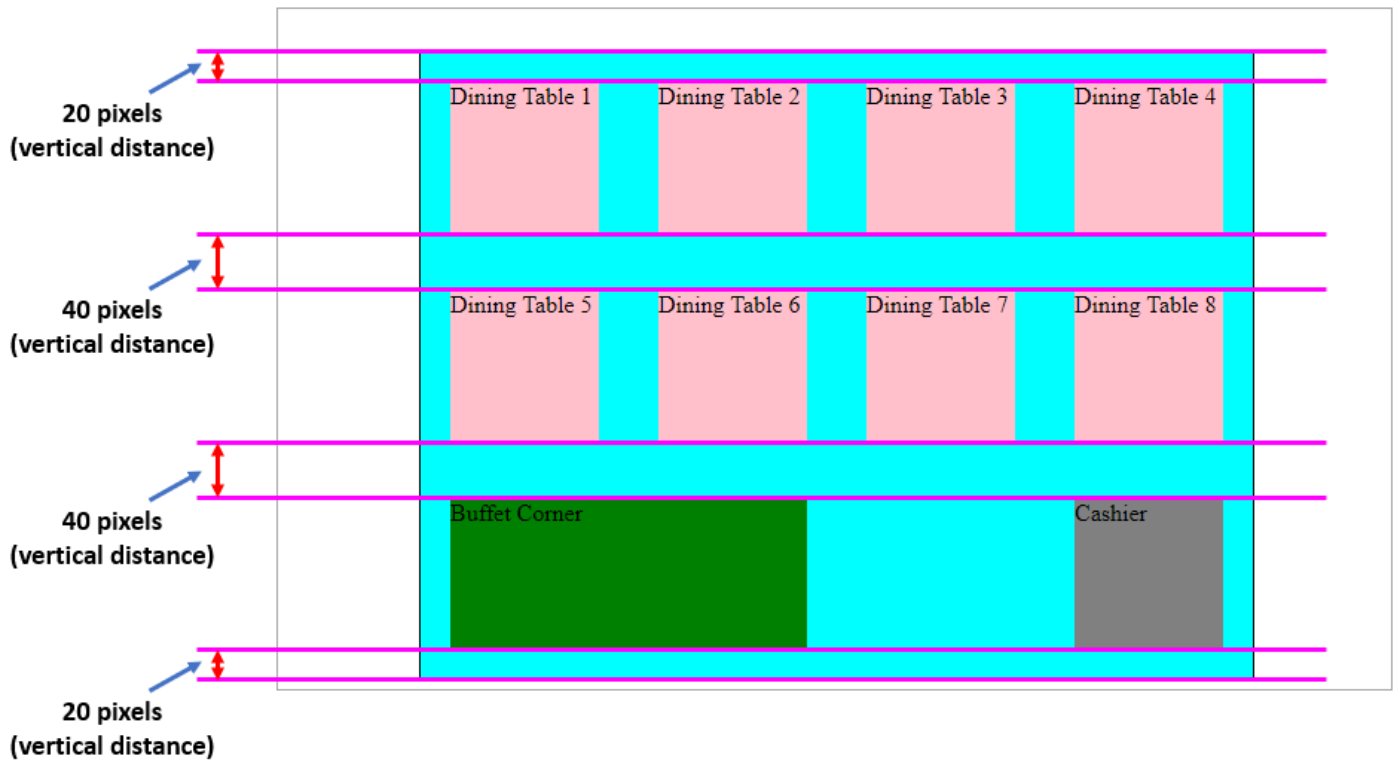 20 pixels
(vertical distance)
Dining Table 1
Dining Table 2
Dining Table 3
Dining Table 4
40 pixels
(vertical distance)
Dining Table 5
Dining Table 6
Dining Table 7
Dining Table 8
40 pixels
(vertical distance)
Buffet Corner
Cashier
20 pixels
(vertical distance)